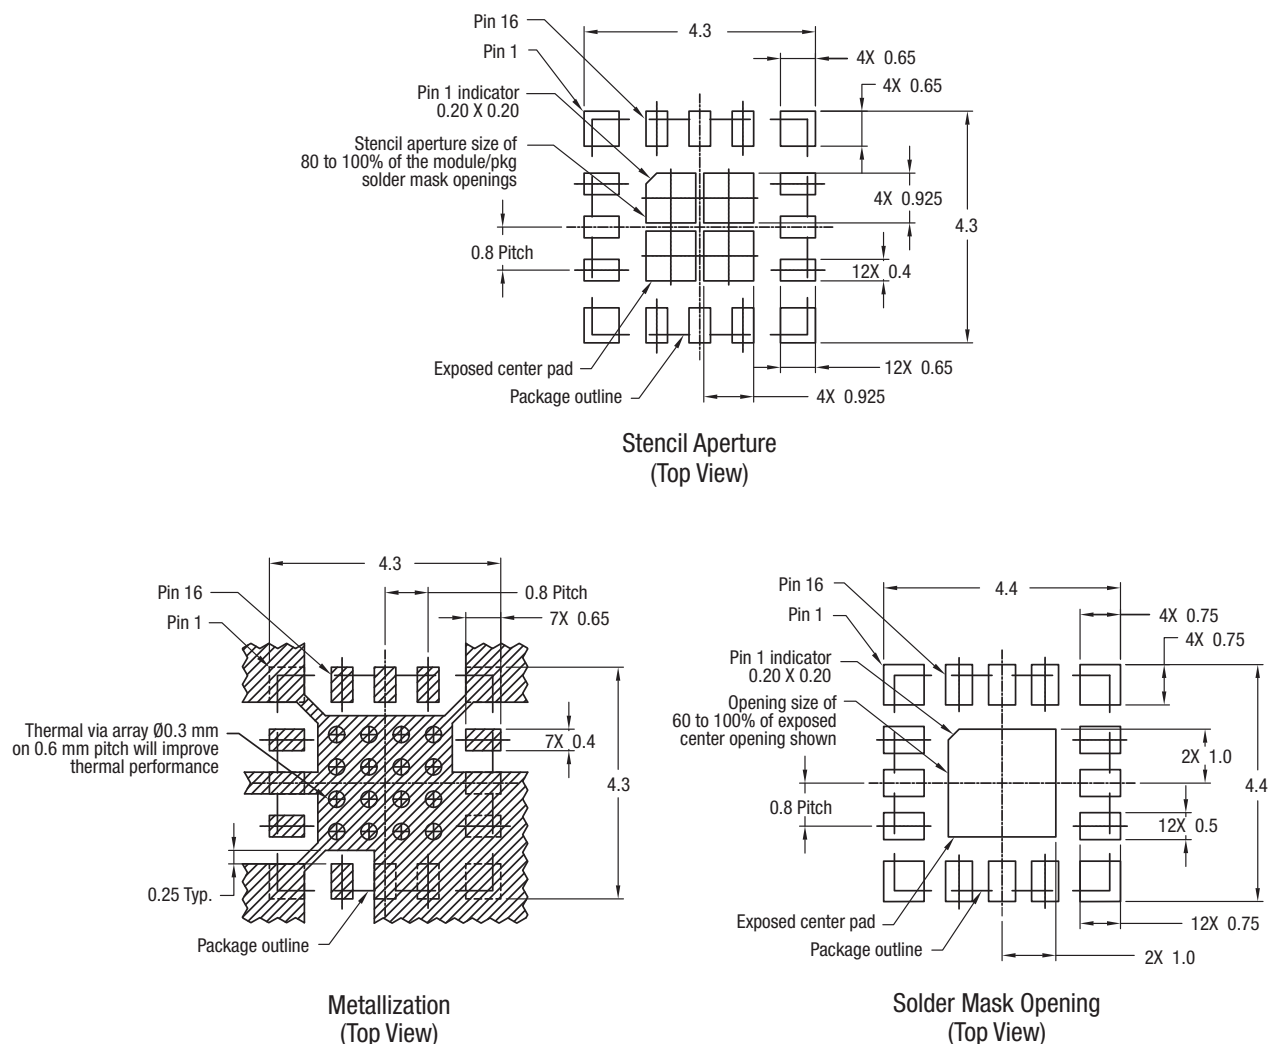 Pin 16
4.3
Pin 1
4X 0.65
4X 0.65
Pin 1 indicator
0.20 X 0.20
Stencil aperture size of
80 to 100% of the module/pkg
solder mask openings
4X 0.925
4.3
0.8 Pitch
12X 0.4
Exposed center pad
12X 0.65
Package outline
4X 0.925
Stencil Aperture
(Top View)
4.3
Pin 16
0.8 Pitch
Pin 1
7X 0.65
Thermal via array Ø0.3 mm
on 0.6 mm pitch will improve
thermal performance
7X 0.4
4.3
0.25 Typ.
Package outline
Metallization
(Top View)
Pin 16
4.4
Pin 1
4X 0.75
4X 0.75
Pin 1 indicator
0.20 X 0.20
Opening size of
60 to 100% of exposed
center opening shown
2X 1.0
4.4
0.8 Pitch
12X 0.5
Exposed center pad
12X 0.75
Package outline
2X 1.0
Solder Mask Opening
(Top View)